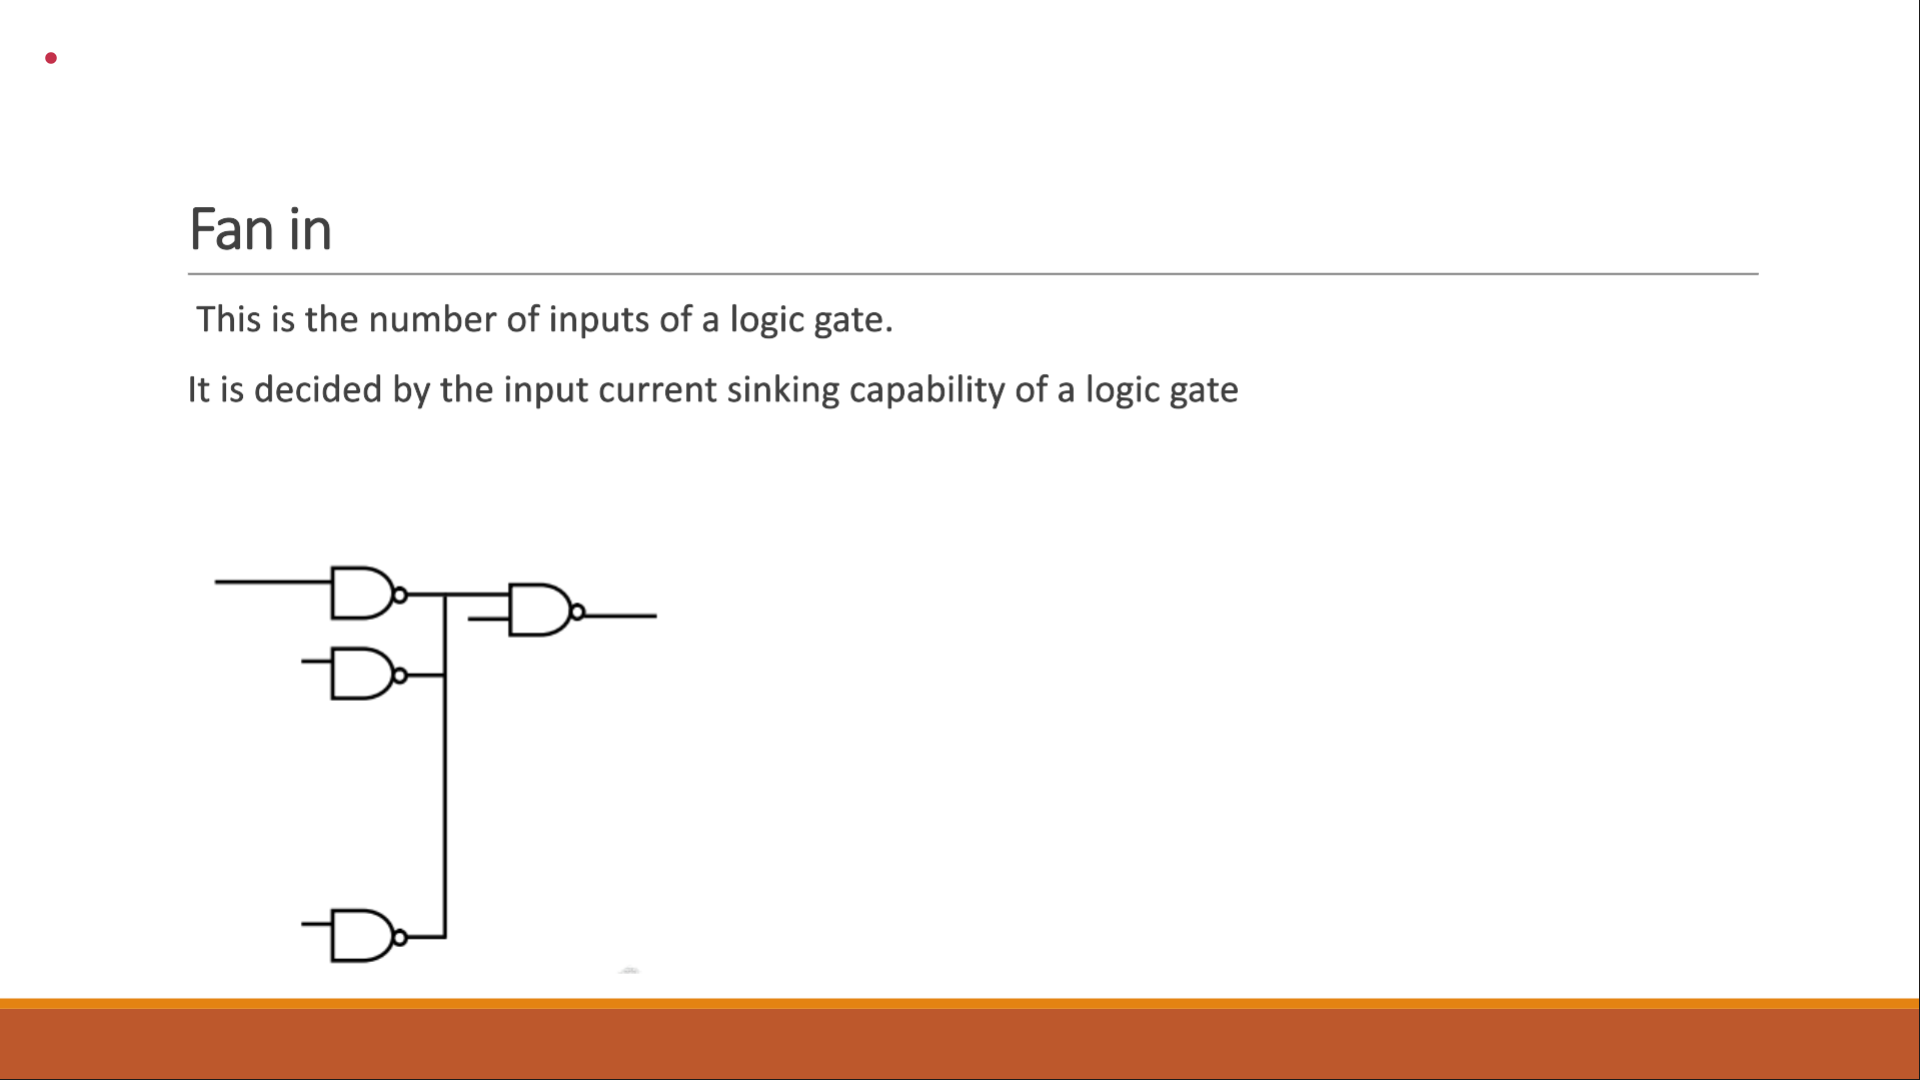 Fan in
This is the number of inputs of a logic gate.
It is decided by the input current sinking capability of a logic gate